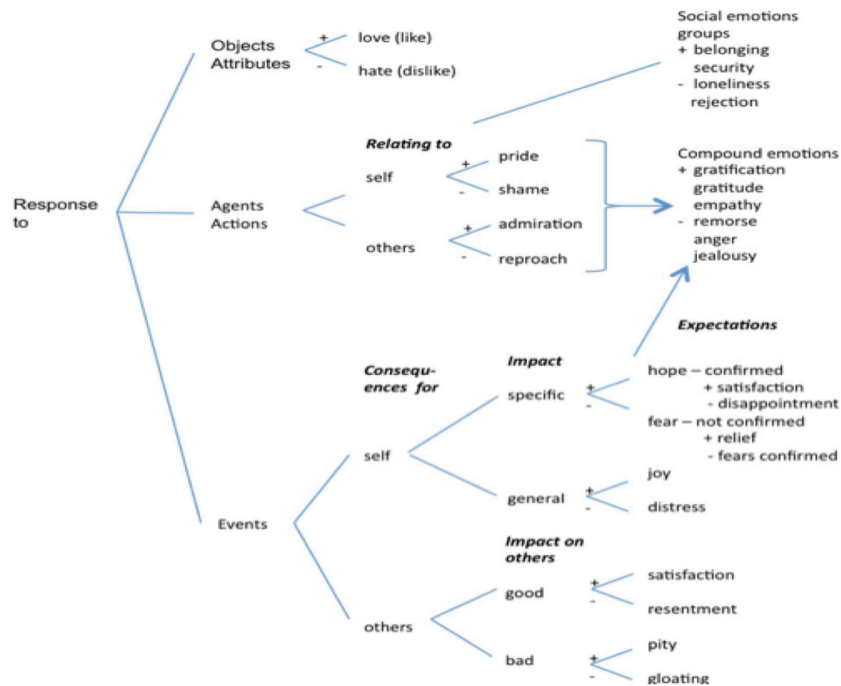 Social emotions
groups
+ belonging
security
- loneliness
rejection
Objects
Attributes
+
-
love (like)
hate (dislike)
Relating to
self
+
-
pride
shame
Response
to
Agents
Actions
others
+
-
admiration
reproach
Compound emotions
+ gratification
gratitude
empathy
- remorse
anger
jealousy
Expectations
Consequ-
ences for
Impact
specific
+
-
hope – confirmed
+ satisfaction
- disappointment
fear – not confirmed
+ relief
- fears confirmed
self
general
+
-
joy
distress
Events
Impact on
others
good
+
-
satisfaction
resentment
others
bad
+
-
pity
gloating